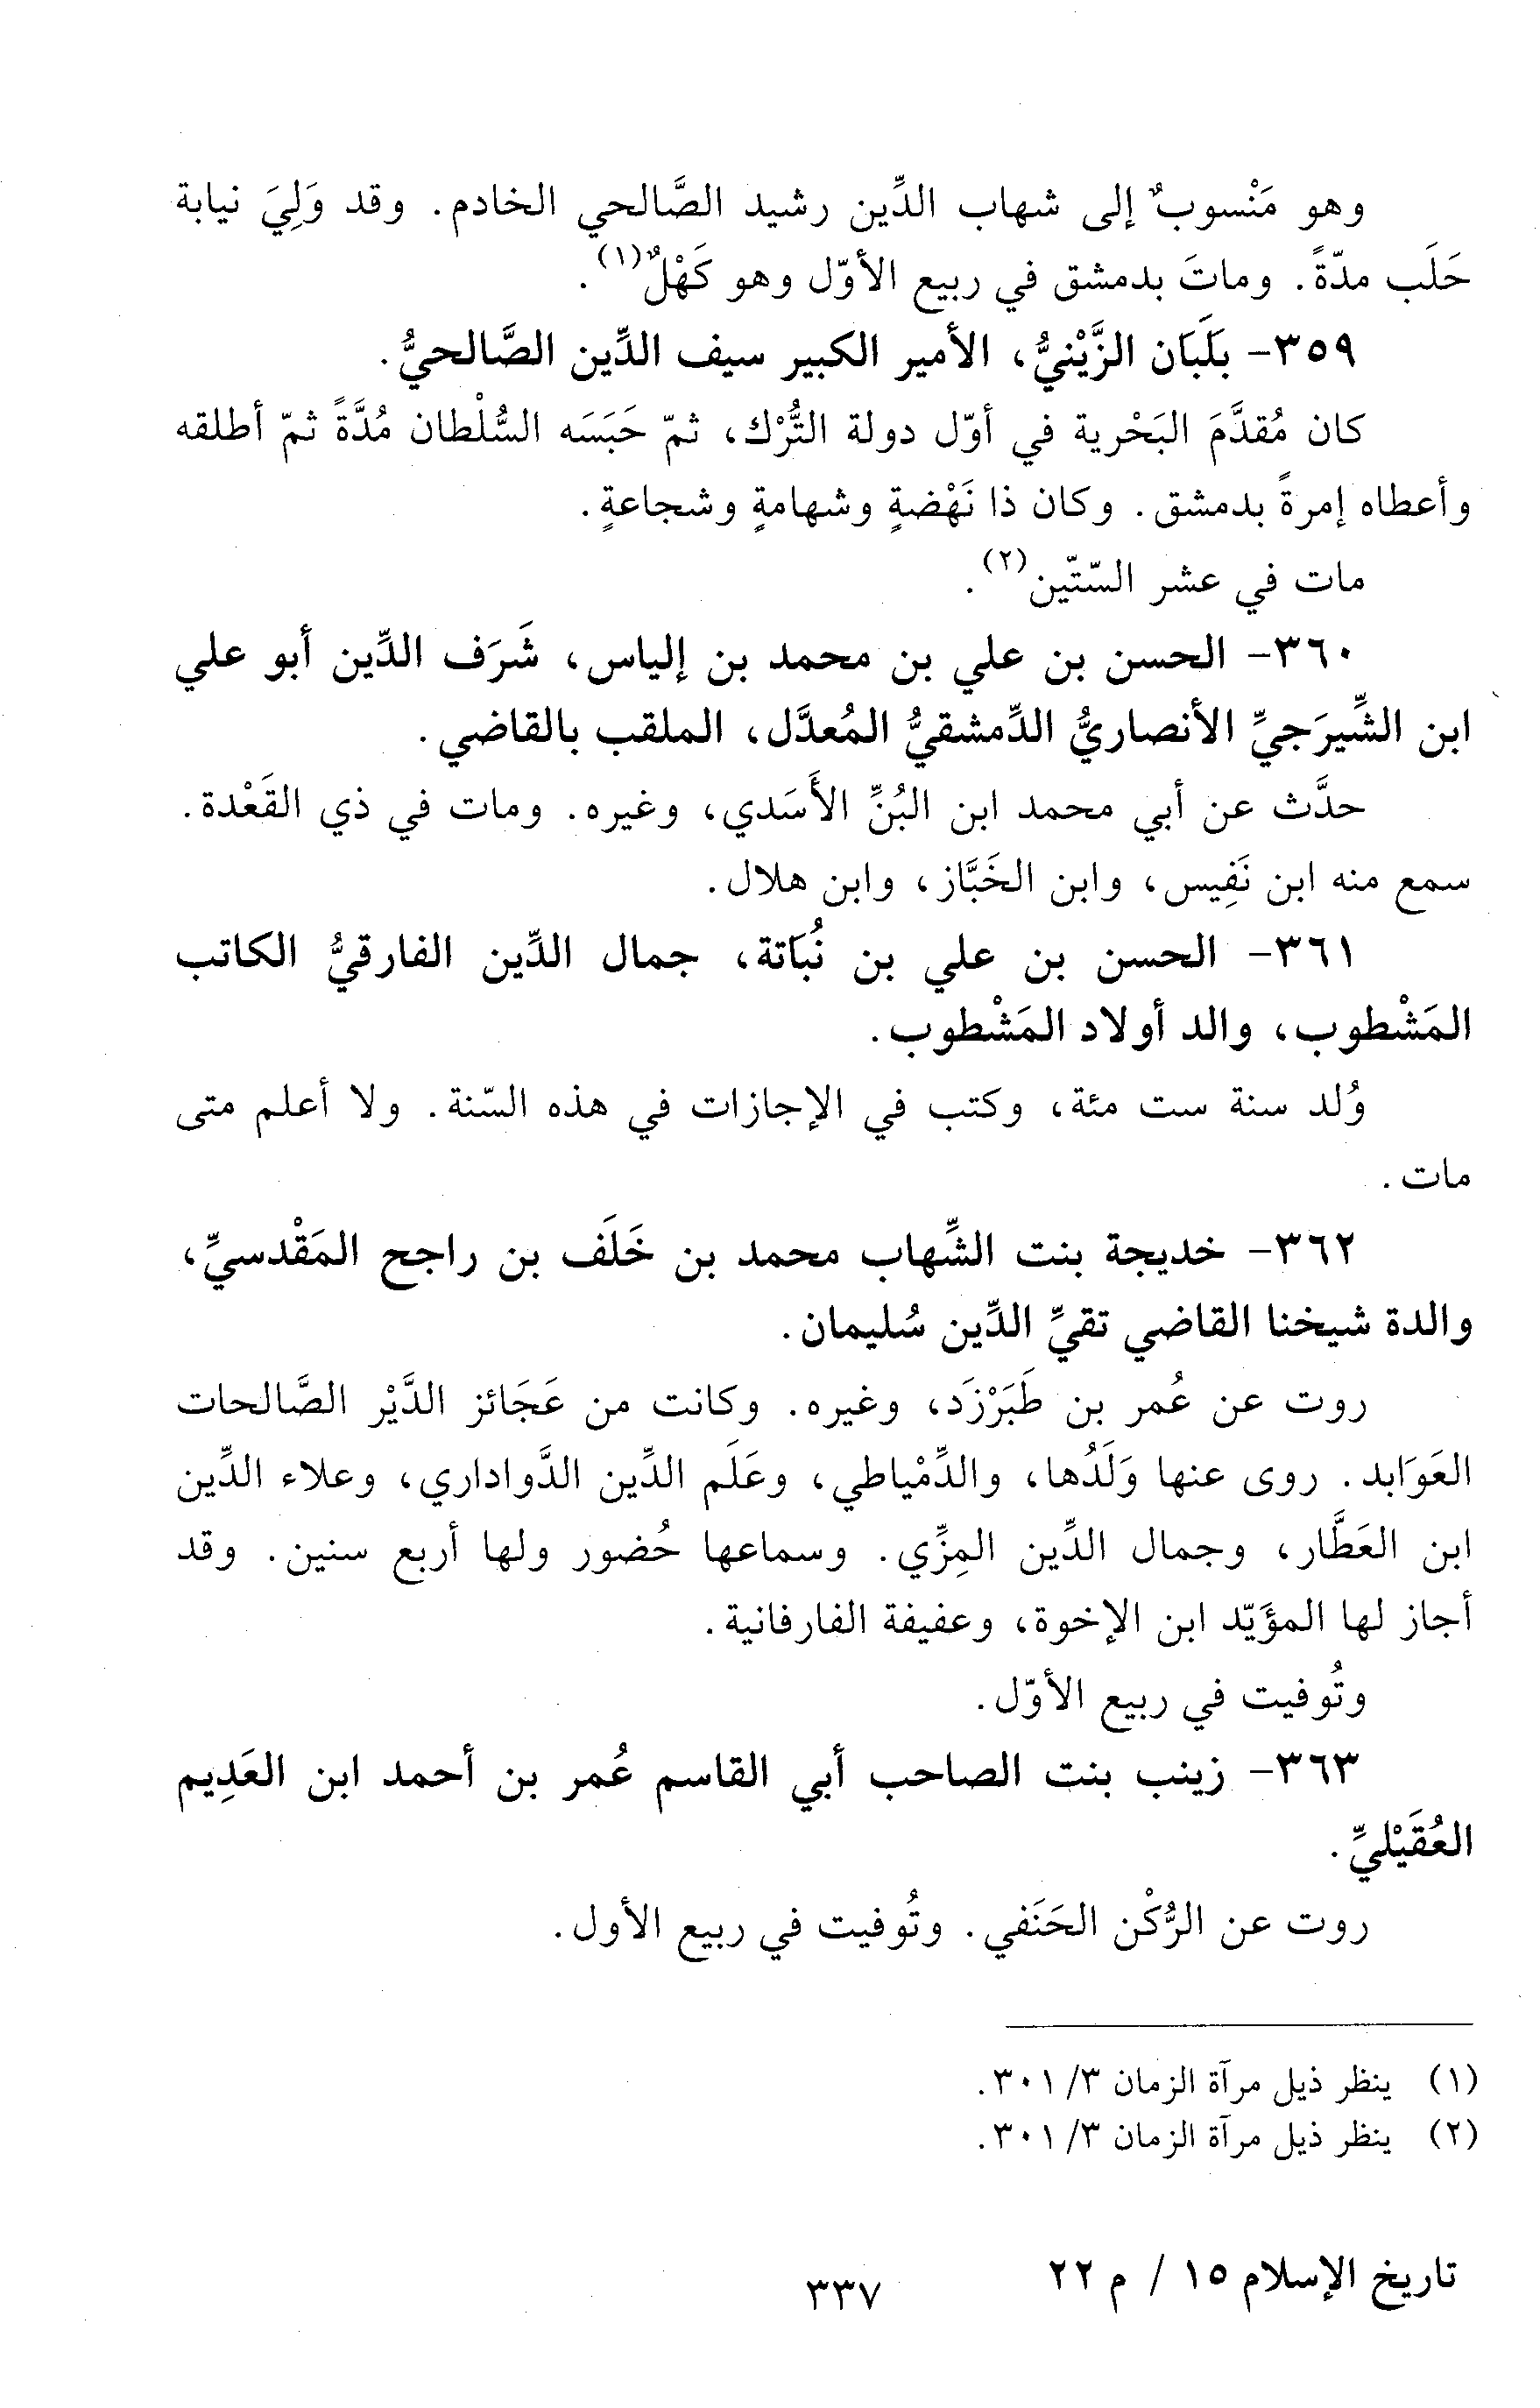 وهو مَنْسوبٌ إلى شهاب الدِّين رشيد الصَّالحي الخادم. وقد وَلِيَ نيابة
حَلَب مدّةً. وماتَ بدمشق في ربيع الأوّل وهو كَهْلٌ(١).
٣٥٩- بَلَبَان الزَّيْنيُّ، الأمير الكبير سيف الدِّين الصَّالحيُّ.
كان مُقدَّمَ البَحْرية في أوّل دولة التُّرْك، ثمّ حَبَسَه السُّلْطان مُدَّةً ثمّ أطلقه
وأعطاه إمرةً بدمشق. وكان ذا نَهْضةٍ وشهامةٍ وشجاعةٍ.
مات في عشر السّتّين(٢).
٣٦٠- الحسن بن علي بن محمد بن إلياس، شَرَف الدِّين أبو علي
ابن الشِّيرَجيِّ الأنصاريُّ الدِّمشقيُّ المُعدَّل، الملقب بالقاضي.
حدَّث عن أبي محمد ابن البُنِّ الأَسَدي، وغيره. ومات في ذي القَعْدة.
سمع منه ابن نَفِيس، وابن الخَبَّاز، وابن هلال.
٣٦١- الحسن بن علي بن نُبَاتة، جمال الدِّين الفارقيُّ الكاتب
المَشْطوب، والد أولاد المَشْطوب.
وُلد سنة ست مئة، وكتب في الإجازات في هذه السّنة. ولا أعلم متى
مات.
٣٦٢- خديجة بنت الشِّهاب محمد بن خَلَف بن راجح المَقْدسيِّ،
والدة شيخنا القاضي تقيِّ الدِّين سُليمان.
روت عن عُمر بن طَبَرْزَد، وغيره. وكانت من عَجَائز الدَّيْر الصَّالحات
العَوَابد. روى عنها وَلَدُها، والدِّمْياطي، وعَلَم الدِّين الدَّواداري، وعلاء الدِّين
ابن العَطَّار، وجمال الدِّين المِزِّي. وسماعها حُضور ولها أربع سنين. وقد
أجاز لها المؤَيّد ابن الإخوة، وعفيفة الفارفانية.
وتُوفيت في ربيع الأوّل.
٣٦٣- زينب بنت الصاحب أبي القاسم عُمر بن أحمد ابن العَدِيم
العُقَيْليِّ.
روت عن الرُّكْن الحَنَفي. وتُوفيت في ربيع الأول.
(١) ينظر ذيل مرآة الزمان ٣/ ٣٠١.
(٢) ينظر ذيل مرآة الزمان ٣/ ٣٠١.
تاريخ الإسلام ١٥ / م ٢٢
٣٣٧